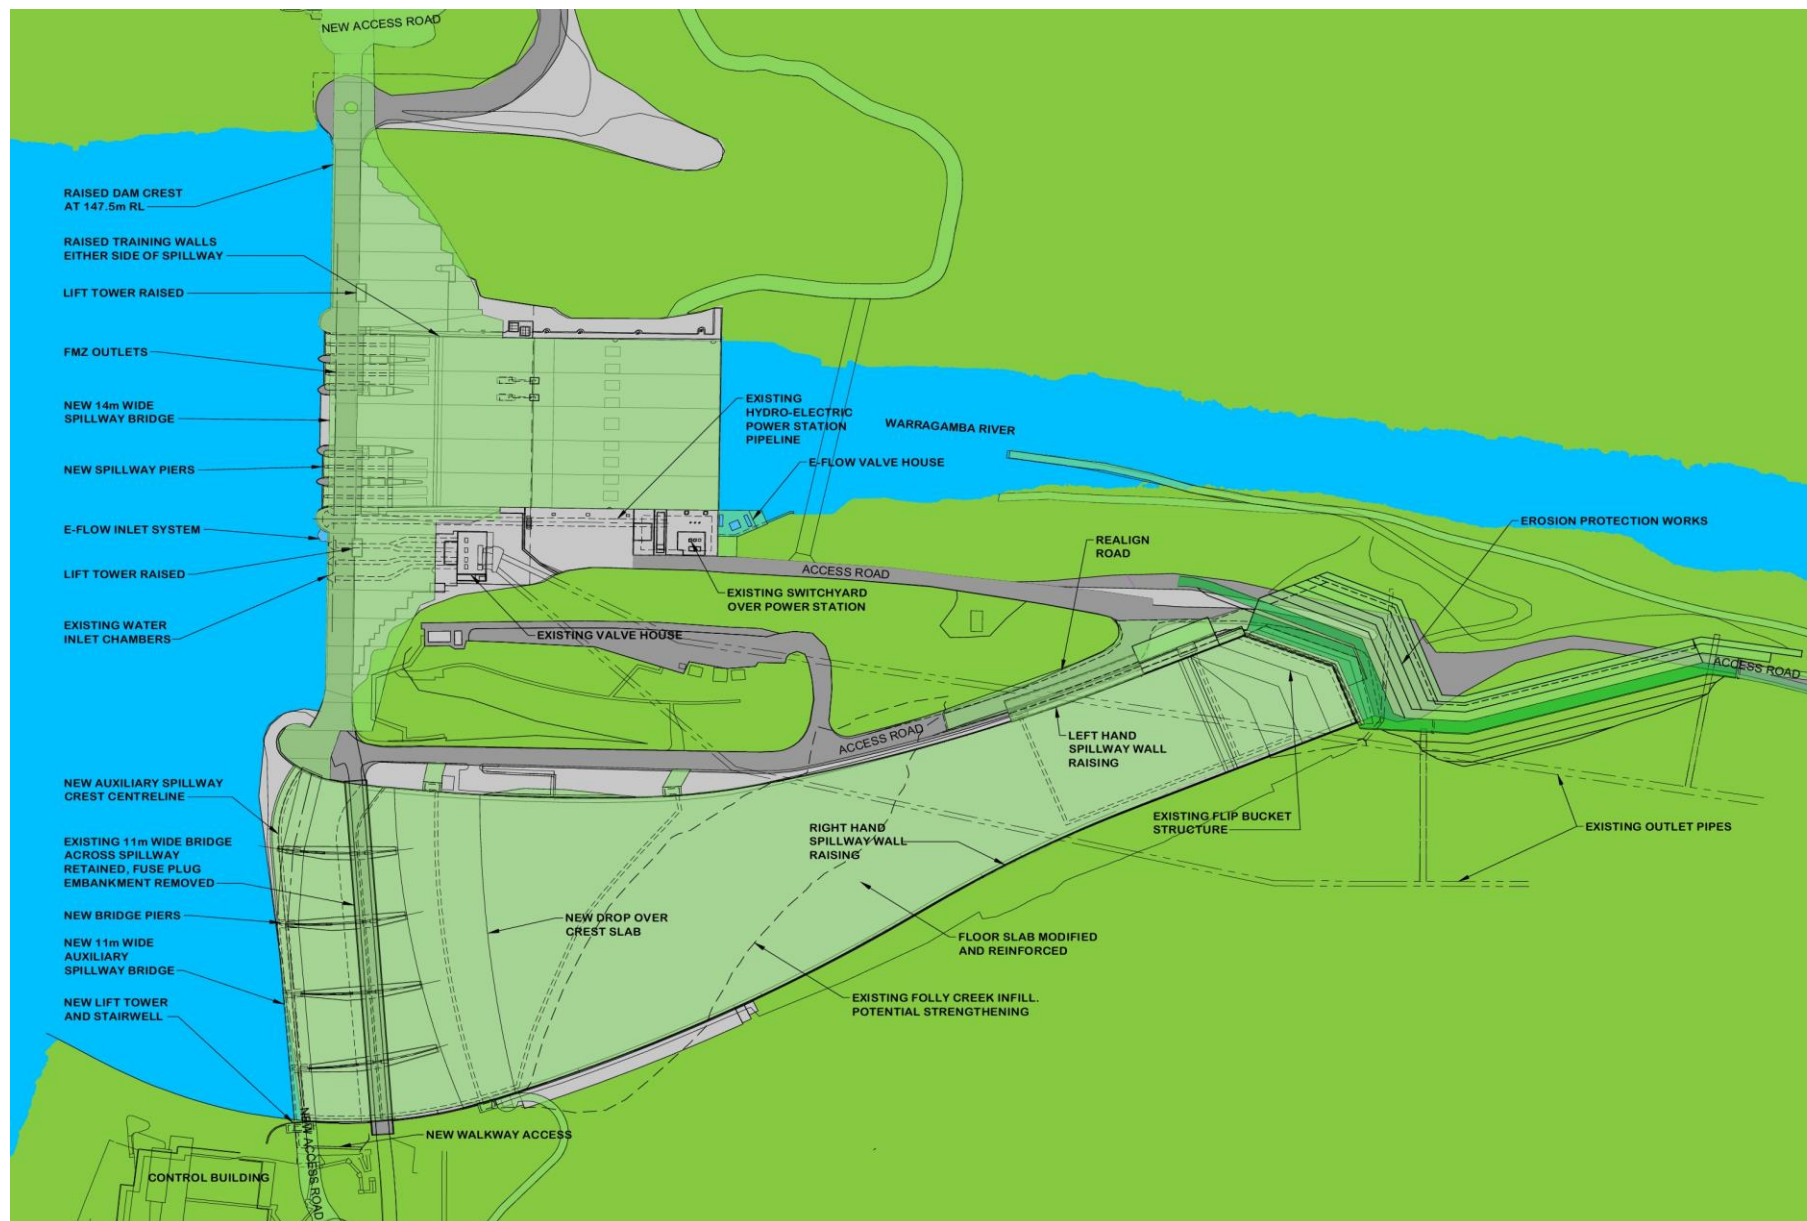 NEW ACCESS ROAD
RAISED DAM CREST
AT 147.5m RL
RAISED TRAINING WALLS
EITHER SIDE OF SPILLWAY
LIFT TOWER RAISED
FMZ OUTLETS
NEW 14m WIDE
SPILLWAY BRIDGE
NEW SPILLWAY PIERS
E-FLOW INLET SYSTEM
LIFT TOWER RAISED
EXISTING WATER
INLET CHAMBERS
EXISTING
HYDRO-ELECTRIC
POWER STATION
PIPELINE
WARRAGAMBA RIVER
E-FLOW VALVE HOUSE
EROSION PROTECTION WORKS
REALIGN
ROAD
ACCESS ROAD
EXISTING SWITCHYARD
OVER POWER STATION
EXISTING VALVE HOUSE
ACCESS ROAD
ACCESS ROAD
LEFT HAND
SPILLWAY WALL
RAISING
NEW AUXILIARY SPILLWAY
CREST CENTRELINE
EXISTING 11m WIDE BRIDGE
ACROSS SPILLWAY
RETAINED, FUSE PLUG
EMBANKMENT REMOVED
NEW BRIDGE PIERS
NEW 11m WIDE
AUXILIARY
SPILLWAY BRIDGE
NEW LIFT TOWER
AND STAIRWELL
RIGHT HAND
SPILLWAY WALL
RAISING
EXISTING FLIP BUCKET
STRUCTURE
EXISTING OUTLET PIPES
NEW DROP OVER
CREST SLAB
FLOOR SLAB MODIFIED
AND REINFORCED
EXISTING FOLLY CREEK INFILL.
POTENTIAL STRENGTHENING
NEW WALKWAY ACCESS
CONTROL BUILDING
NEW ACCESS ROAD